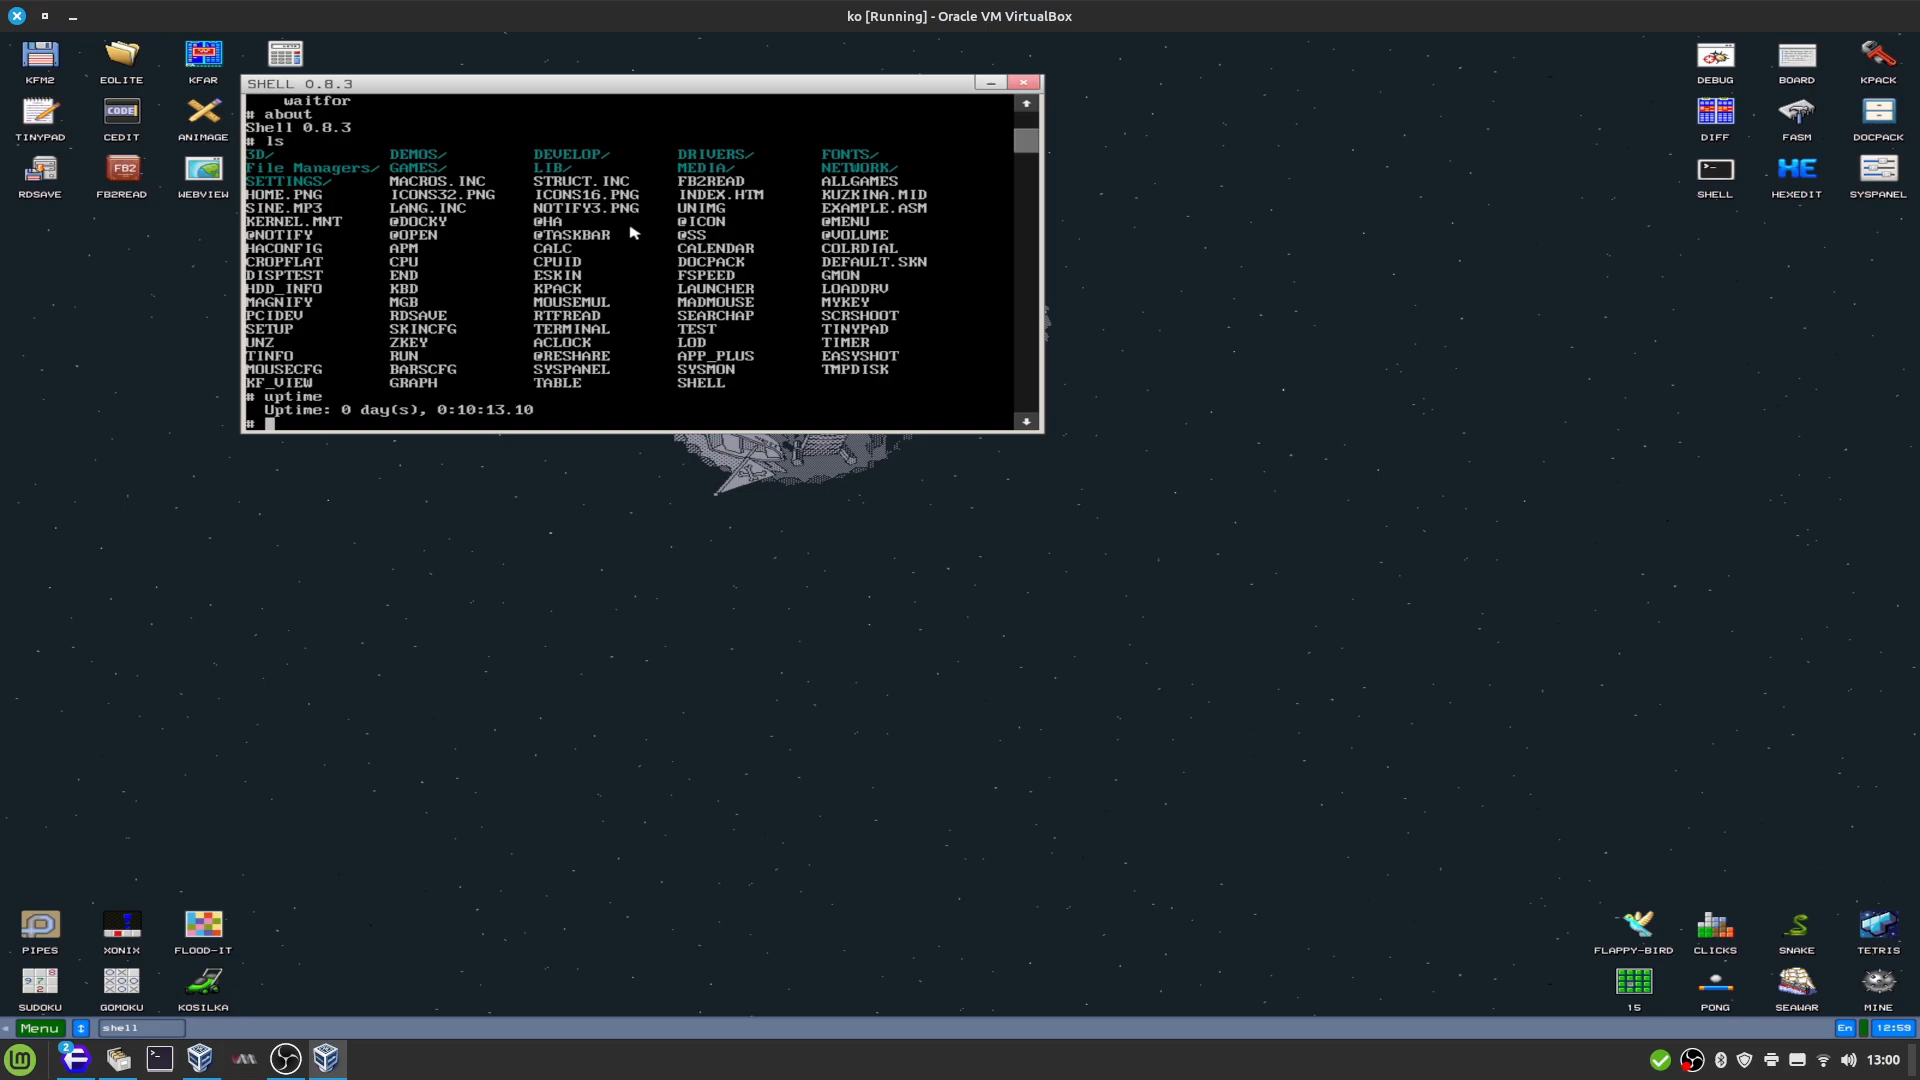 ko [Running] - Oracle VM VirtualBox
KFM2 EOLITE KFAR
DEBUG BOARD KPACK
TINYPAD CEDIT ANIMAGE
DIFF FASM DOCPACK
RDSAVE FB2READ WEBVIEW
SHELL HEXEDIT SYSPANEL
CODE
FB2
HE
SHELL 0.8.3
waitfor
# about
Shell 0.8.3
# ls
3D/ DEMOS/ DEVELOP/ DRIVERS/ FONTS/
File Managers/ GAMES/ LIB/ MEDIA/ NETWORK/
SETTINGS/ MACROS.INC STRUCT.INC FB2READ ALLGAMES
HOME.PNG ICONS32.PNG ICONS16.PNG INDEX.HTM KUZKINA.MID
SINE.MP3 LANG.INC NOTIFY3.PNG UNIMG EXAMPLE.ASM
KERNEL.MNT @DOCKY @HA @ICON @MENU
@NOTIFY @OPEN @TASKBAR @SS @VOLUME
HACONFIG APM CALC CALENDAR COLRDIAL
CROPFLAT CPU CPUID DOCPACK DEFAULT.SKN
DISPTEST END ESKIN FSPEED GMON
HDD_INFO KBD KPACK LAUNCHER LOADDRV
MAGNIFY MGB MOUSEMUL MADMOUSE MYKEY
PCIDEV RDSAVE RTFREAD SEARCHAP SCRSHOOT
SETUP SKINCFG TERMINAL TEST TINYPAD
UNZ ZKEY ACLOCK LOD TIMER
TINFO RUN @RESHARE APP_PLUS EASYSHOT
MOUSECFG BARSCFG SYSPANEL SYSMON TMPDISK
KF_VIEW GRAPH TABLE SHELL
# uptime
Uptime: 0 day(s), 0:10:13.10
#
PIPES XONIX FLOOD-IT
FLAPPY-BIRD CLICKS SNAKE TETRIS
SUDOKU GOMOKU KOSILKA
15 PONG SEAWAR MINE
Menu shell En 12:59
2
13:00